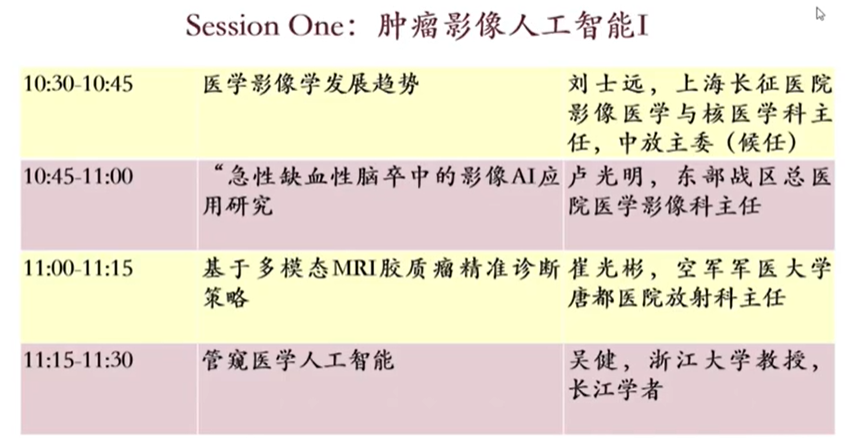 Session One：肿瘤影像人工智能I
10:30-10:45
医学影像学发展趋势
刘士远，上海长征医院
影像医学与核医学科主
任，中放主委（候任）
10:45-11:00
“急性缺血性脑卒中的影像AI应
用研究
卢光明，东部战区总医
院医学影像科主任
11:00-11:15
基于多模态MRI胶质瘤精准诊断
策略
崔光彬，空军军医大学
唐都医院放射科主任
11:15-11:30
管窥医学人工智能
吴健，浙江大学教授，
长江学者